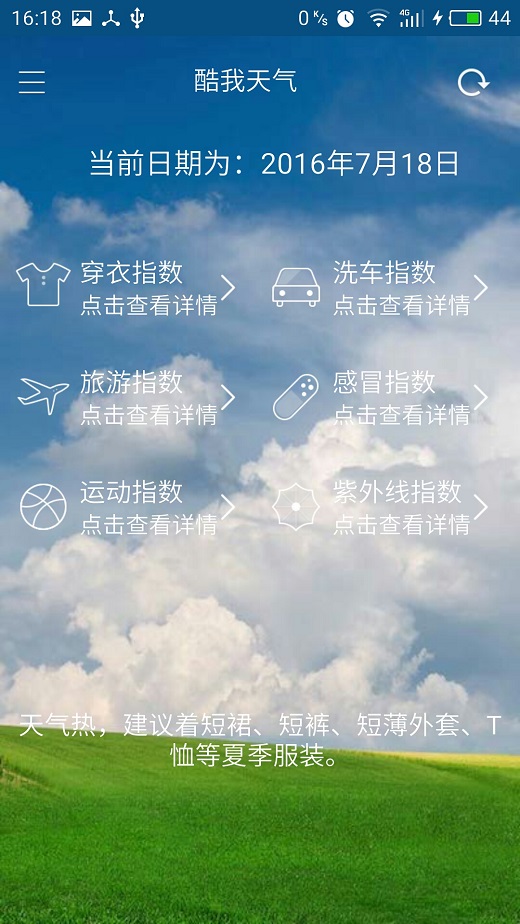 16:18 0 K/s 4G 44
酷我天气
当前日期为：2016年7月18日
穿衣指数 洗车指数
点击查看详情 点击查看详情
旅游指数 感冒指数
点击查看详情 点击查看详情
运动指数 紫外线指数
点击查看详情 点击查看详情
天气热，建议着短裙、短裤、短薄外套、T
恤等夏季服装。